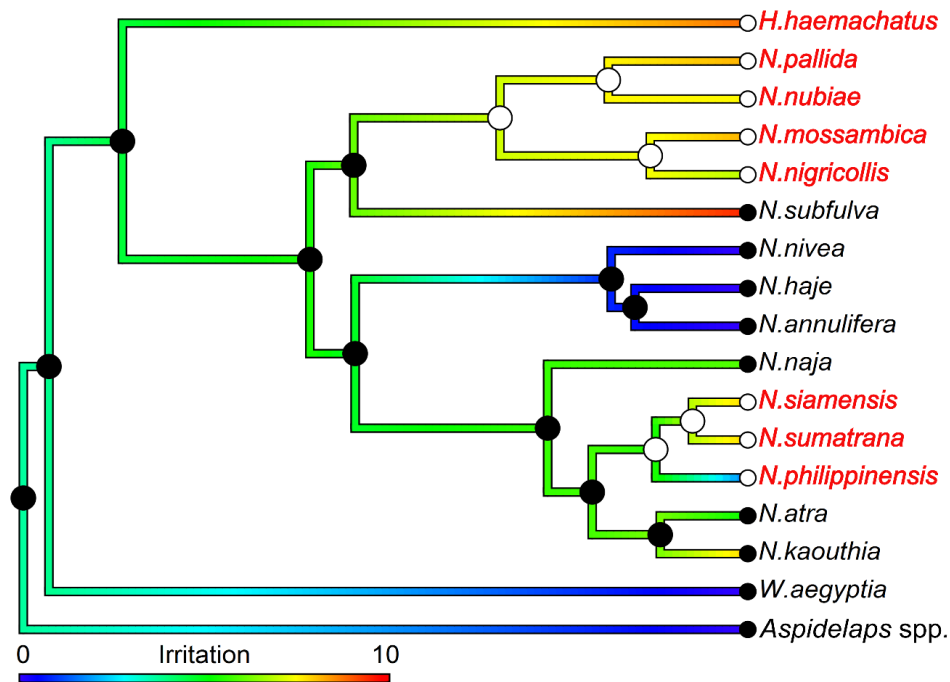 H.haemachatus
N.pallida
N.nubiae
N.mossambica
N.nigricollis
N.subfulva
N.nivea
N.haje
N.annulifera
N.naja
N.siamensis
N.sumatrana
N.philippinensis
N.atra
N.kaouthia
W.aegyptia
Aspidelaps spp.
0 Irritation 10